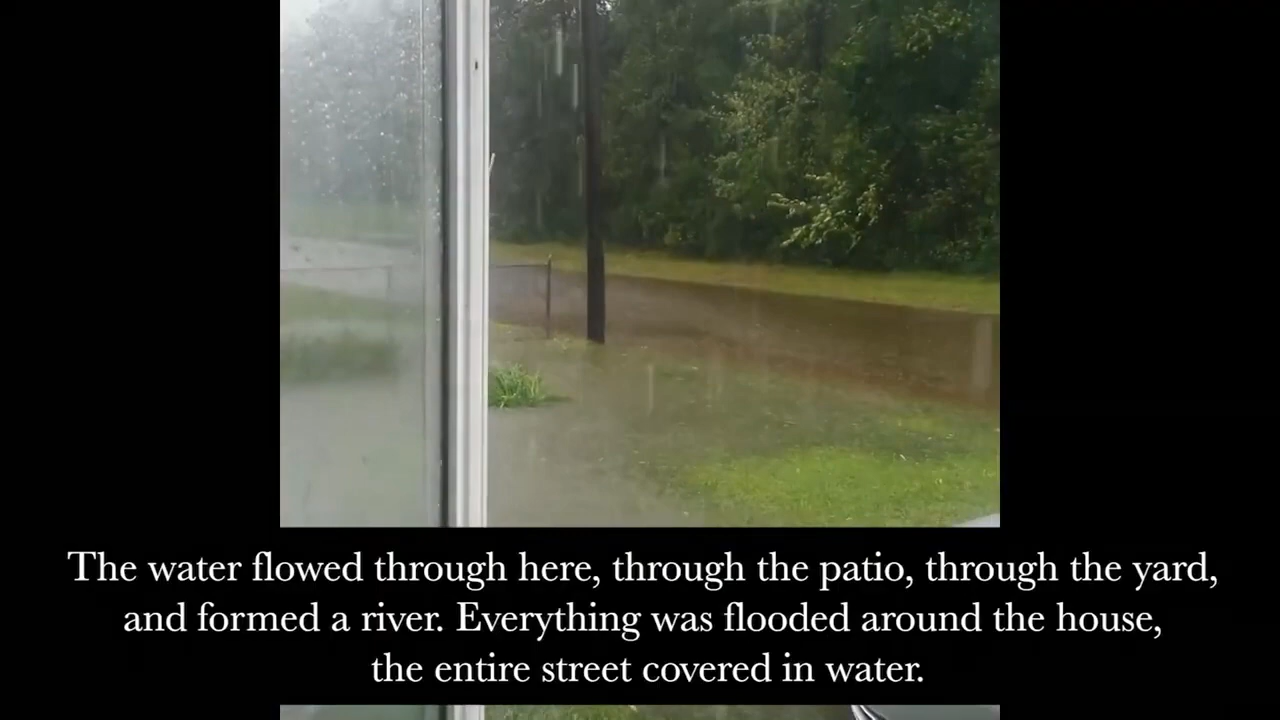 The water flowed through here, through the patio, through the yard,
and formed a river. Everything was flooded around the house,
the entire street covered in water.